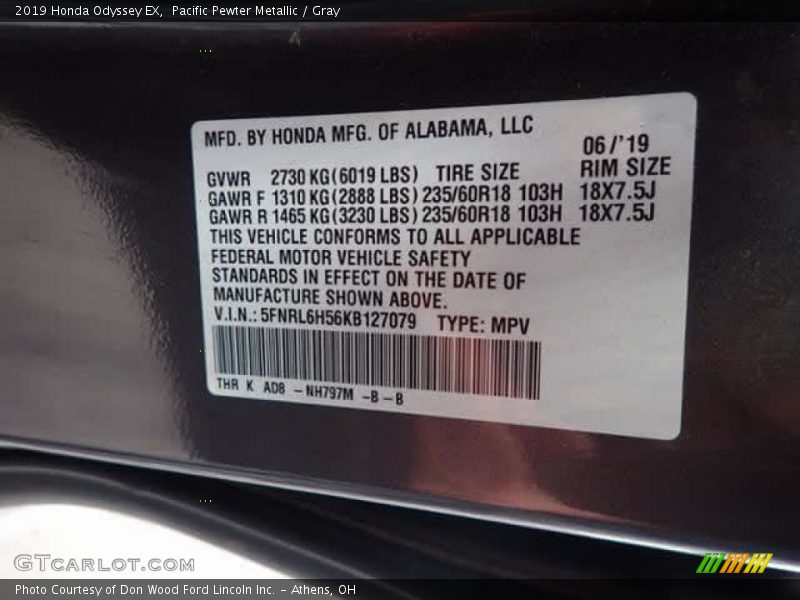 2019 Honda Odyssey EX, Pacific Pewter Metallic / Gray
MFD. BY HONDA MFG. OF ALABAMA, LLC 06/'19
GVWR 2730 KG(6019 LBS) TIRE SIZE RIM SIZE
GAWR F 1310 KG(2888 LBS) 235/60R18 103H 18X7.5J
GAWR R 1465 KG(3230 LBS) 235/60R18 103H 18X7.5J
THIS VEHICLE CONFORMS TO ALL APPLICABLE
FEDERAL MOTOR VEHICLE SAFETY
STANDARDS IN EFFECT ON THE DATE OF
MANUFACTURE SHOWN ABOVE.
V.I.N.: 5FNRL6H56KB127079 TYPE: MPV
THR K AD8 - NH797M -B-B
GTCARLOT.COM
Photo Courtesy of Don Wood Ford Lincoln Inc. - Athens, OH